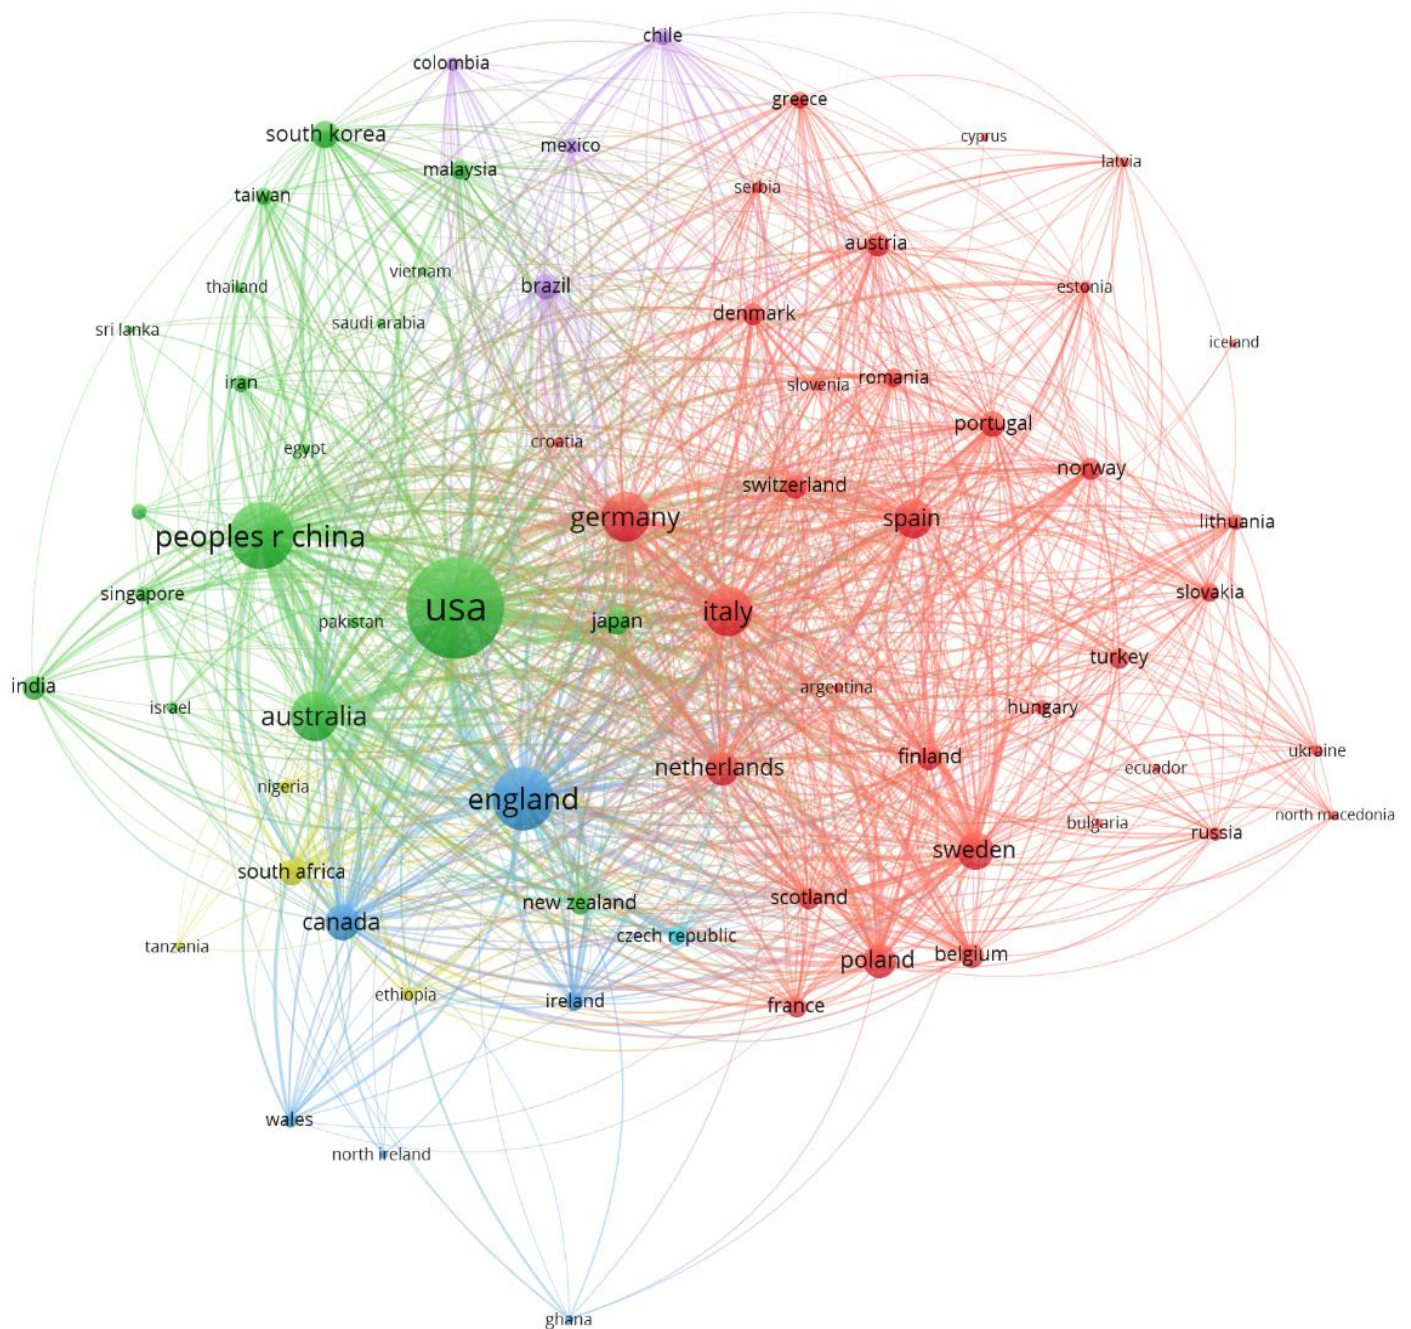 chile
colombia
greece
south korea
cyprus
mexico
latvia
malaysia
serbia
taiwan
austria
vietnam
brazil
thailand
estonia
denmark
saudi arabia
sri lanka
iceland
romania
iran
slovenia
portugal
croatia
egypt
norway
switzerland
germany
spain
lithuania
peoples r china
slovakia
singapore
usa
italy
japan
pakistan
turkey
india
argentina
israel
hungary
australia
ukraine
finland
netherlands
ecuador
nigeria
england
north macedonia
bulgaria
russia
sweden
south africa
scotland
new zealand
canada
czech republic
tanzania
belgium
poland
ethiopia
ireland
france
wales
north ireland
ghana